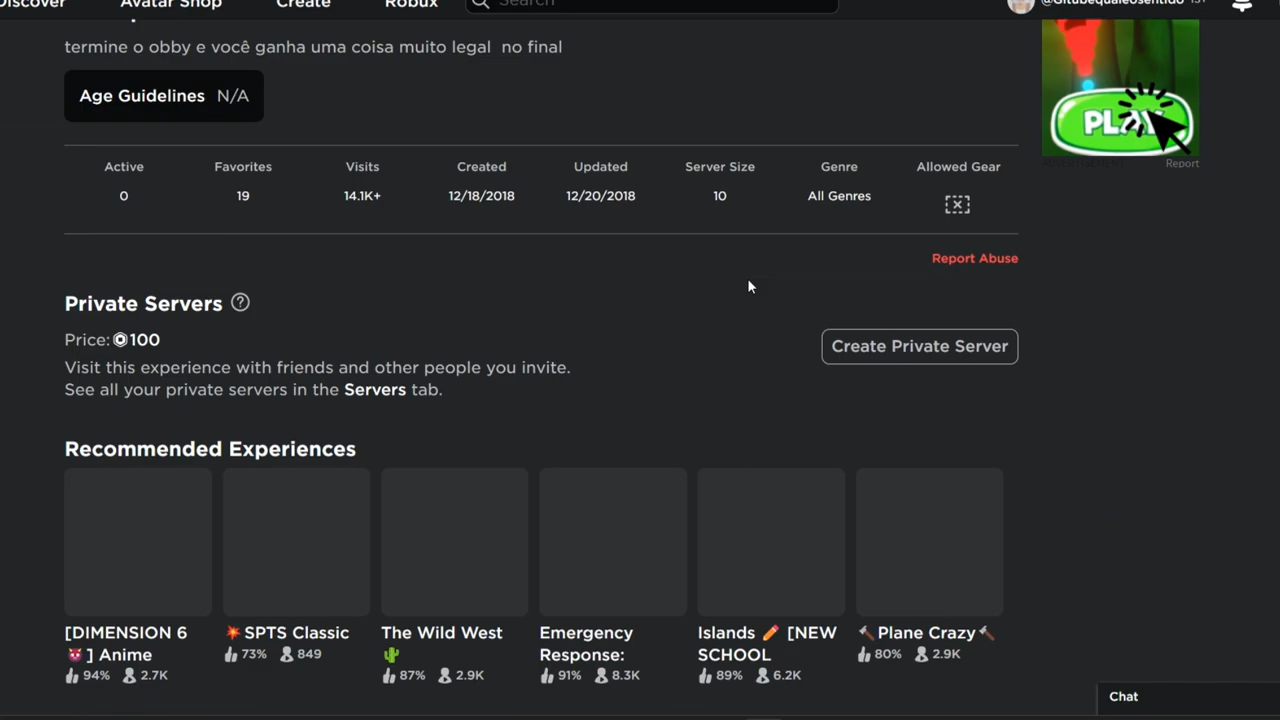 Discover Avatar Shop Create Robux Search @Gitubequaleosentido 13+
termine o obby e você ganha uma coisa muito legal no final
Age Guidelines N/A
PLAY
Report
Active Favorites Visits Created Updated Server Size Genre Allowed Gear
0 19 14.1K+ 12/18/2018 12/20/2018 10 All Genres
Report Abuse
Private Servers ?
Price: 100
Create Private Server
Visit this experience with friends and other people you invite.
See all your private servers in the Servers tab.
Recommended Experiences
[DIMENSION 6
👿] Anime
94% 2.7K
💥SPTS Classic
73% 849
The Wild West
🌵
87% 2.9K
Emergency
Response:
91% 8.3K
Islands ✏️ [NEW
SCHOOL
89% 6.2K
🔨Plane Crazy🔨
80% 2.9K
Chat